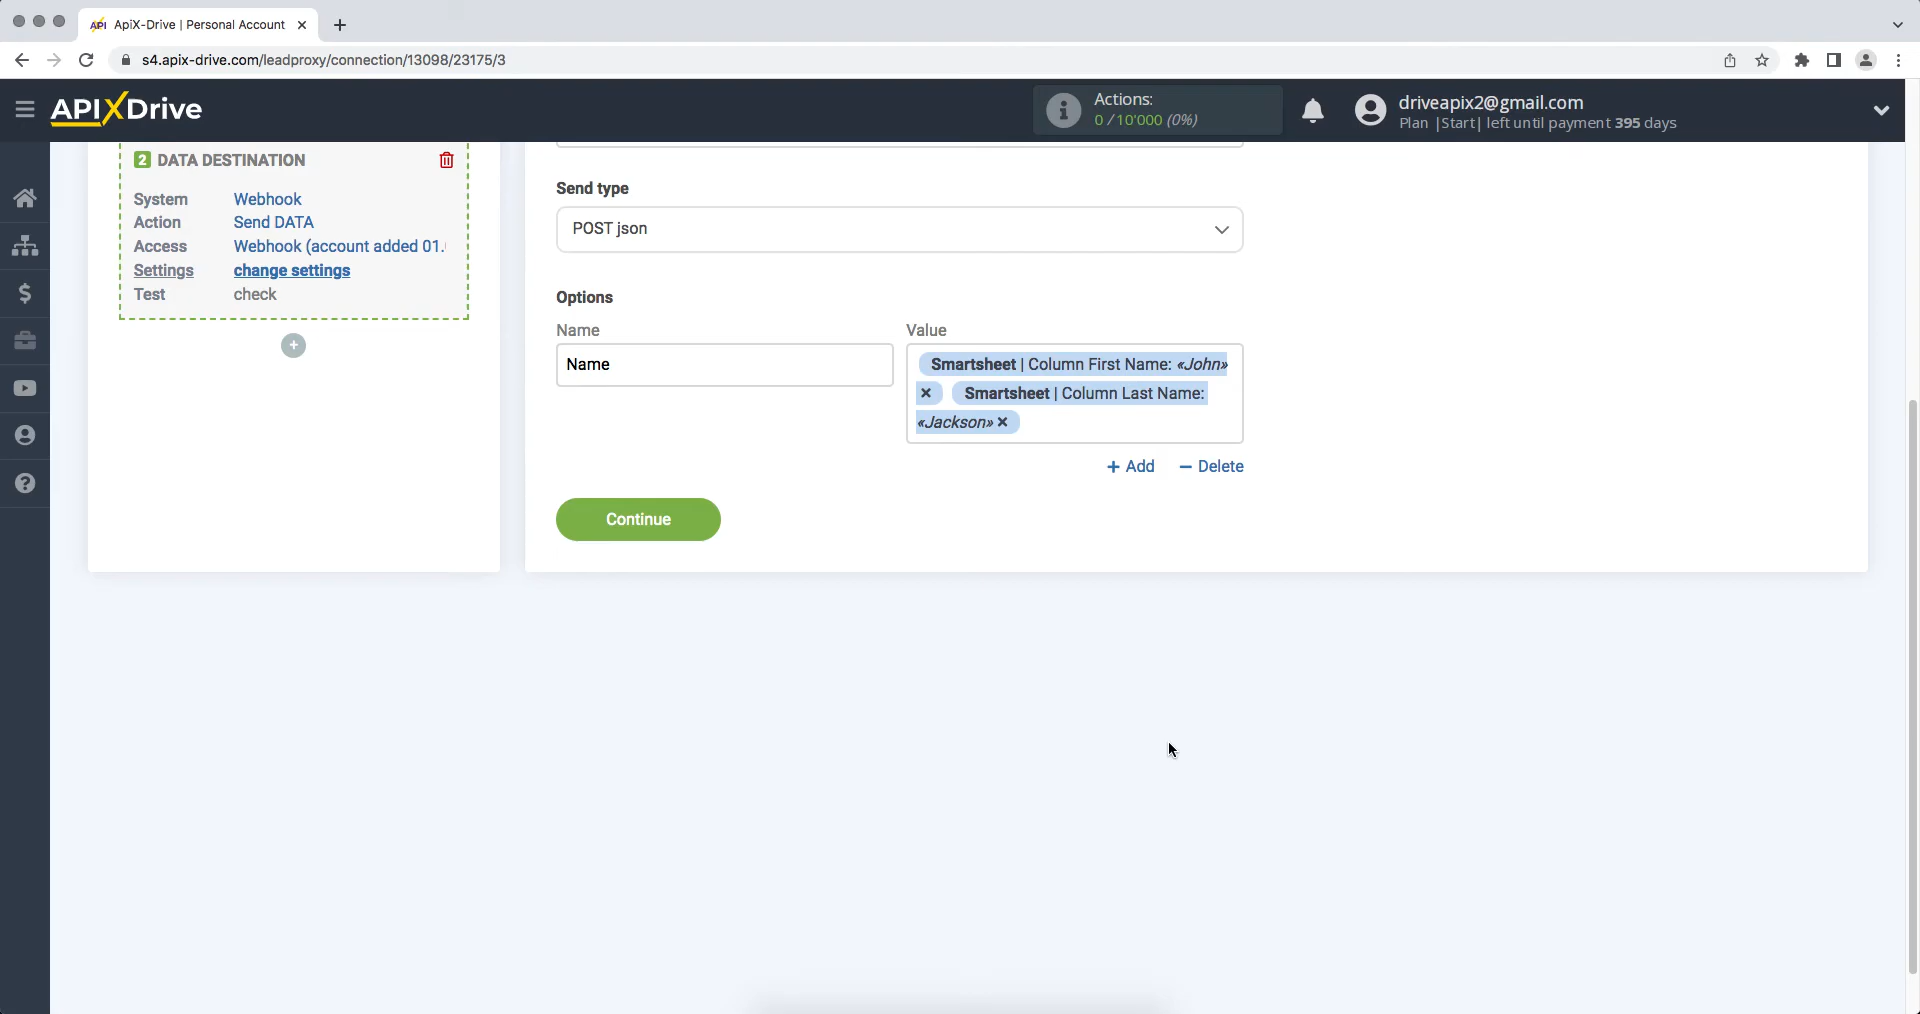 API ApiX-Drive | Personal Account
s4.apix-drive.com/leadproxy/connection/13098/23175/3
APIXDrive
Actions:
0 / 10'000 (0%)
driveapix2@gmail.com
Plan |Start| left until payment 395 days
2 DATA DESTINATION
System Webhook
Action Send DATA
Access Webhook (account added 01.
Settings change settings
Test check
Send type
POST json
Options
Name Value
Name
Smartsheet | Column First Name: «John»
Smartsheet | Column Last Name:
«Jackson»
+ Add − Delete
Continue